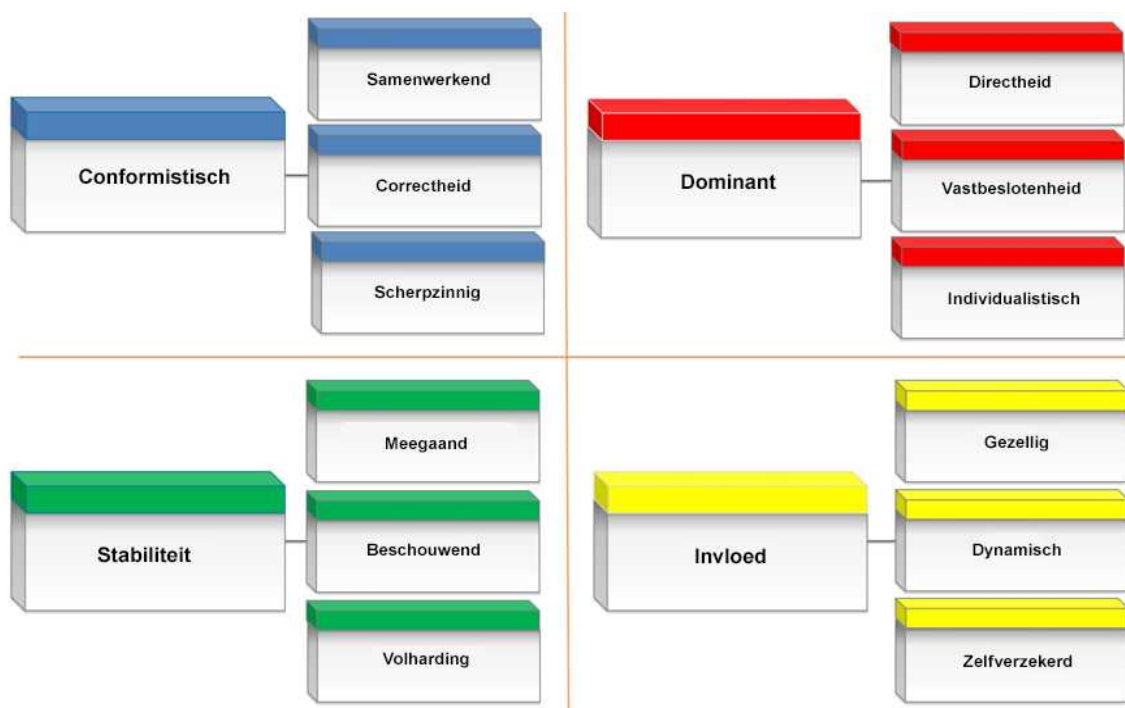 Conformistisch
Samenwerkend
Correctheid
Scherpzinnig
Dominant
Directheid
Vastbeslotenheid
Individualistisch
Stabiliteit
Meegaand
Beschouwend
Volharding
Invloed
Gezellig
Dynamisch
Zelfverzekerd